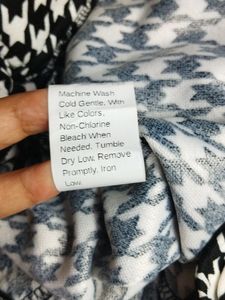 Machine Wash
Cold Gentle, With
Like Colors,
Non-Chlorine
Bleach When
Needed, Tumble
Dry Low, Remove
Promptly, Iron
Low.